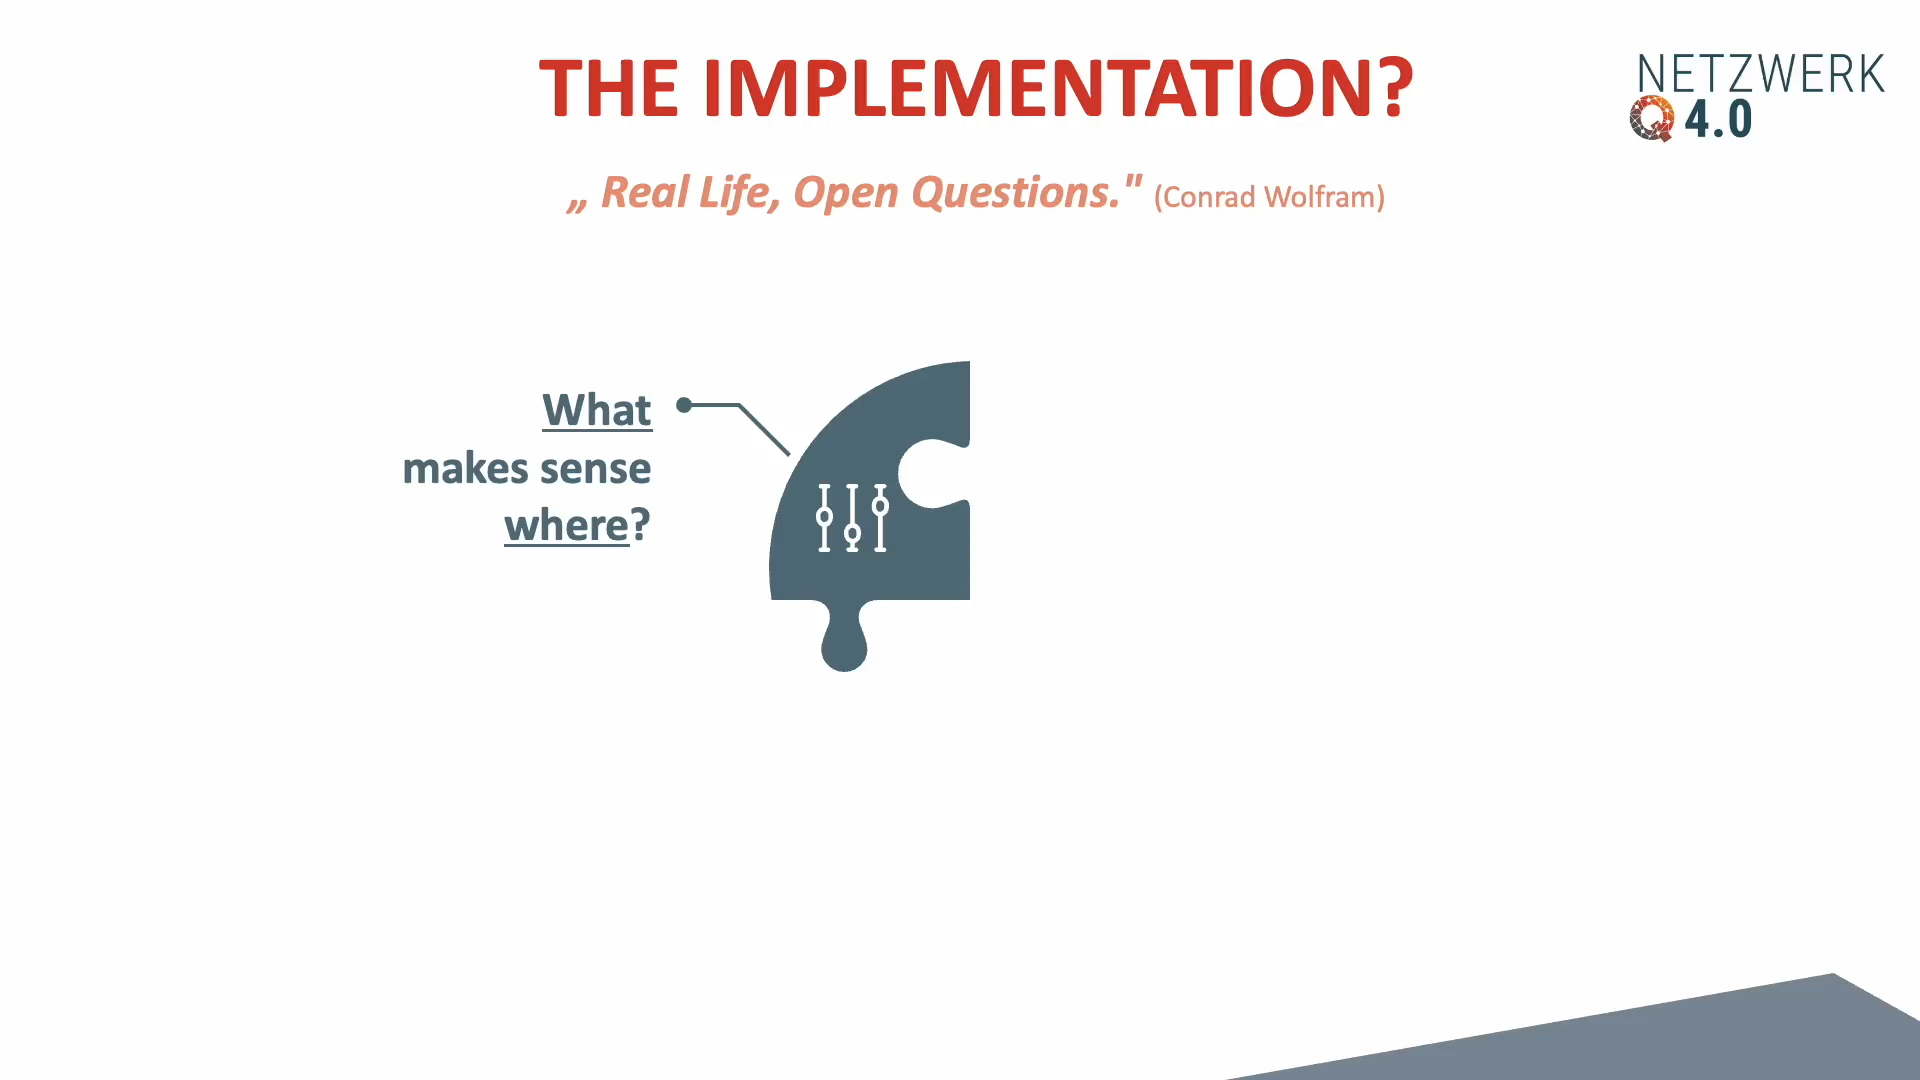 THE IMPLEMENTATION?
NETZWERK
Q 4.0
„ Real Life, Open Questions." (Conrad Wolfram)
What
makes sense
where?